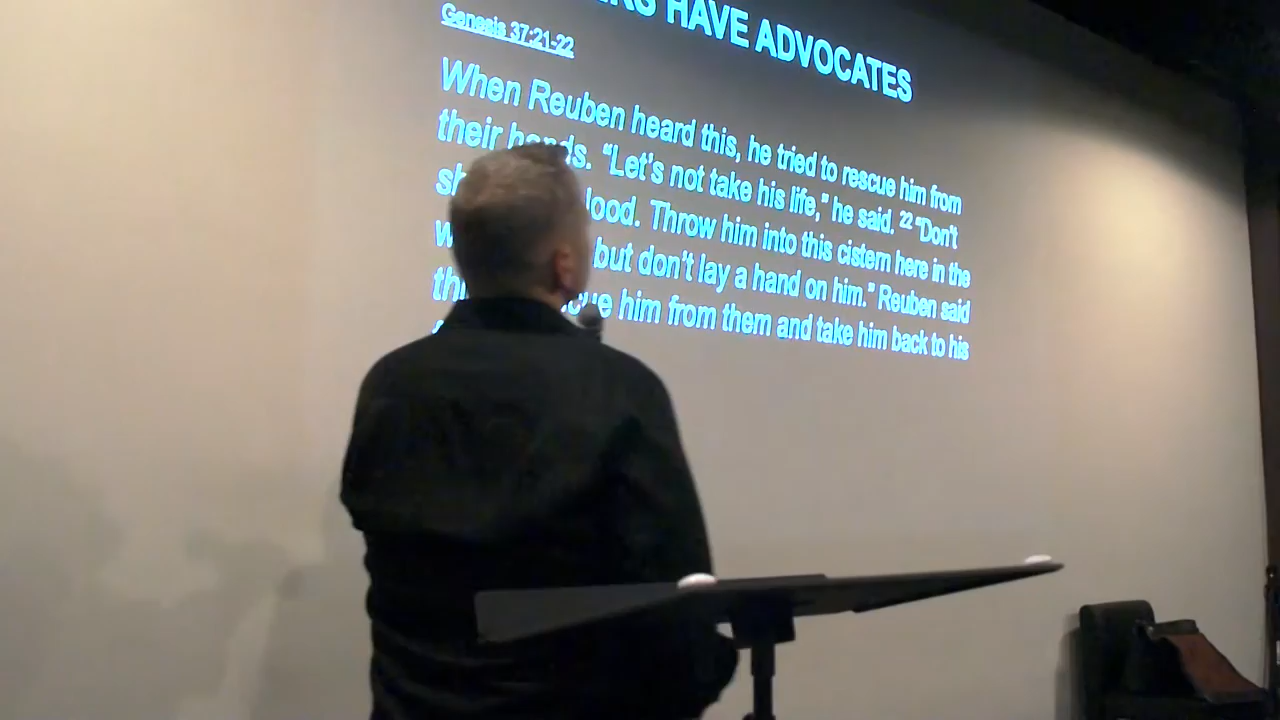 HAVE ADVOCATES
Genesis 37:21-22
When Reuben heard this, he tried to rescue him from
their hands. “Let’s not take his life,” he said. 22 “Don’t
Throw him into this cistern here in the
but don’t lay a hand on him.” Reuben said
him from them and take him back to his